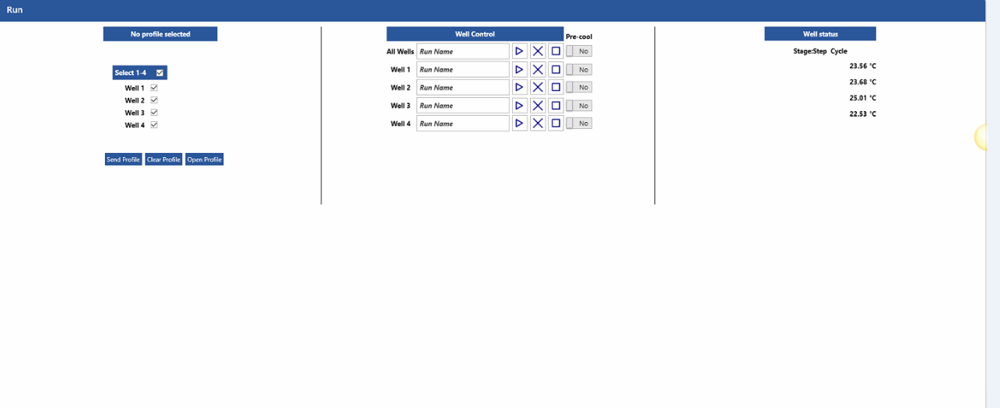 Run
No profile selected
Select 1-4
Well 1
Well 2
Well 3
Well 4
Send Profile Clear Profile Open Profile
Well Control
Pre-cool
All Wells Run Name No
Well 1 Run Name No
Well 2 Run Name No
Well 3 Run Name No
Well 4 Run Name No
Well status
Stage:Step Cycle
23.56 °C
23.68 °C
25.01 °C
22.53 °C